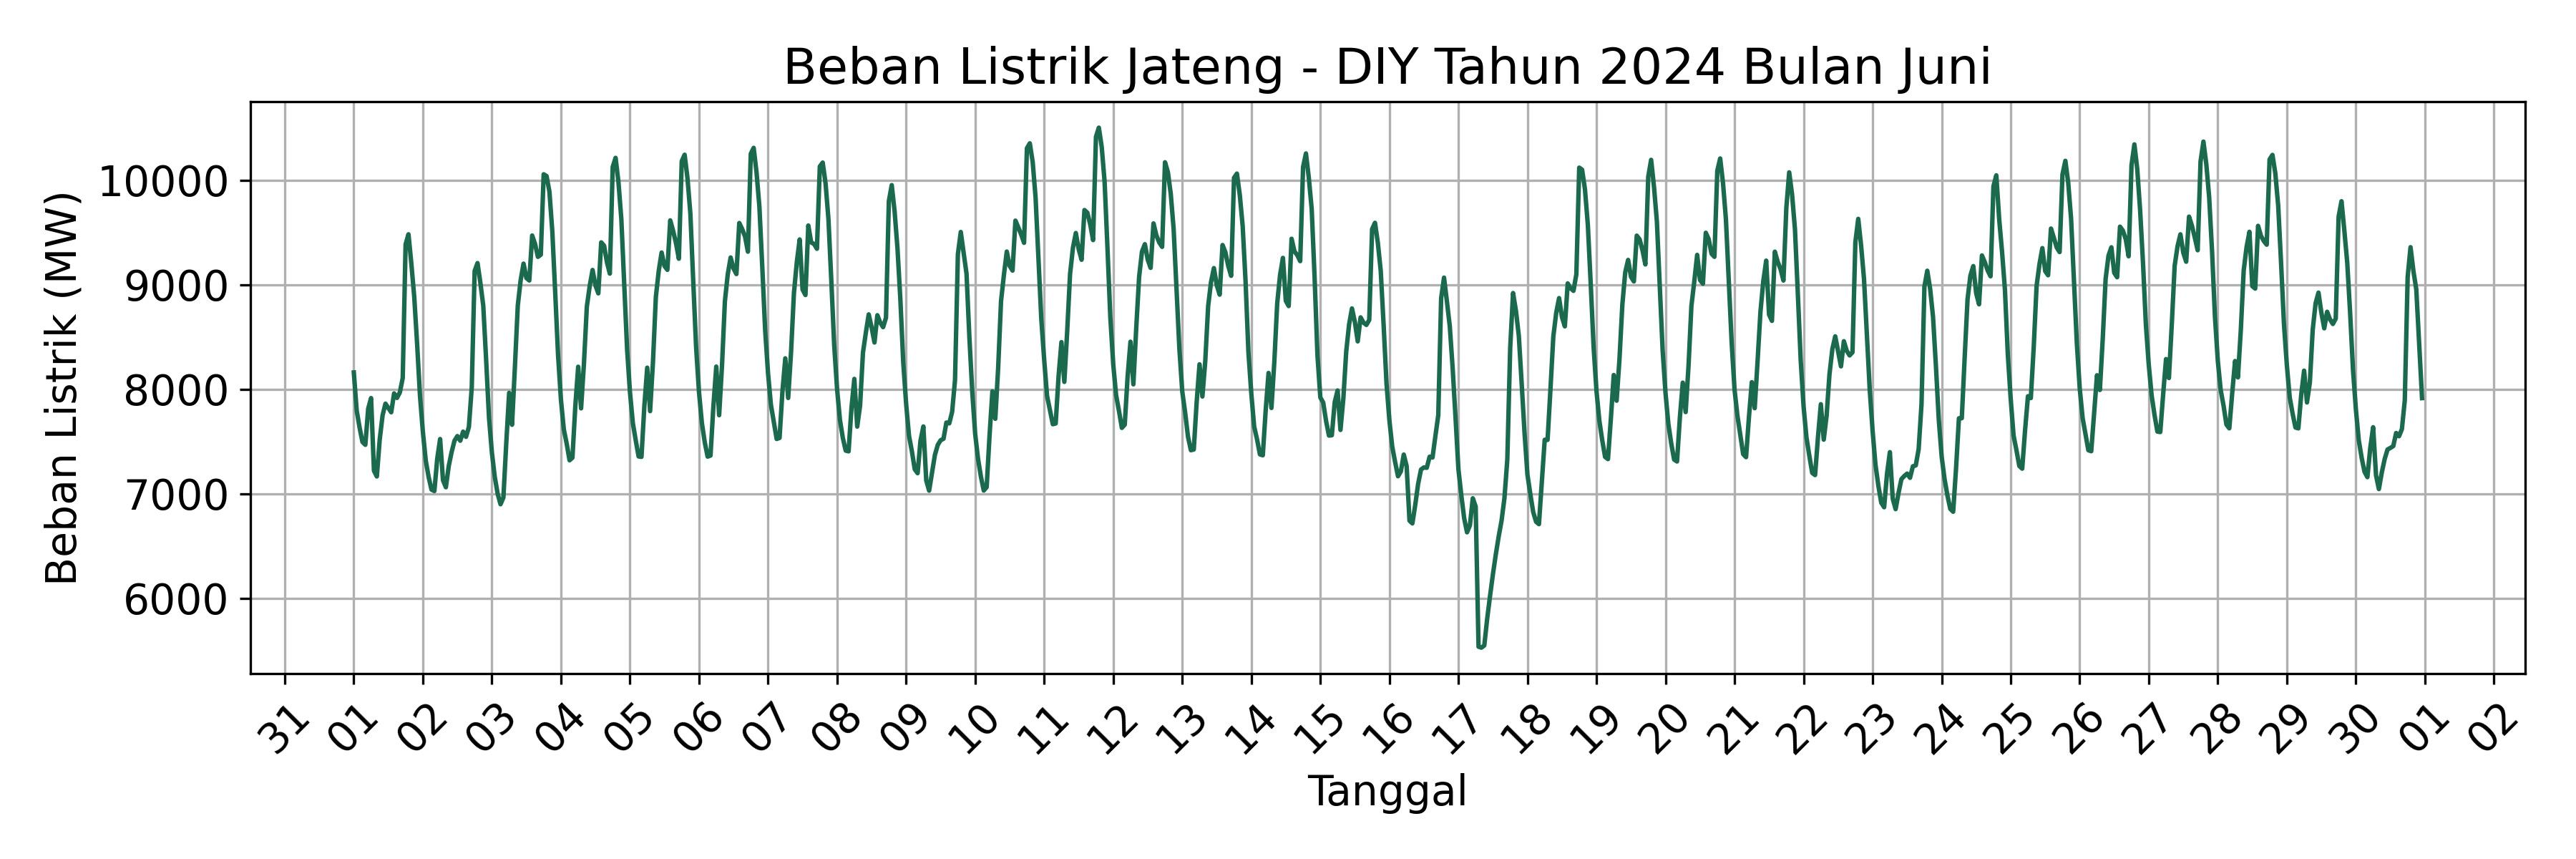 Beban Listrik Jateng - DIY Tahun 2024 Bulan Juni
Beban Listrik (MW)
10000
9000
8000
7000
6000
31 01 02 03 04 05 06 07 08 09 10 11 12 13 14 15 16 17 18 19 20 21 22 23 24 25 26 27 28 29 30 01 02
Tanggal